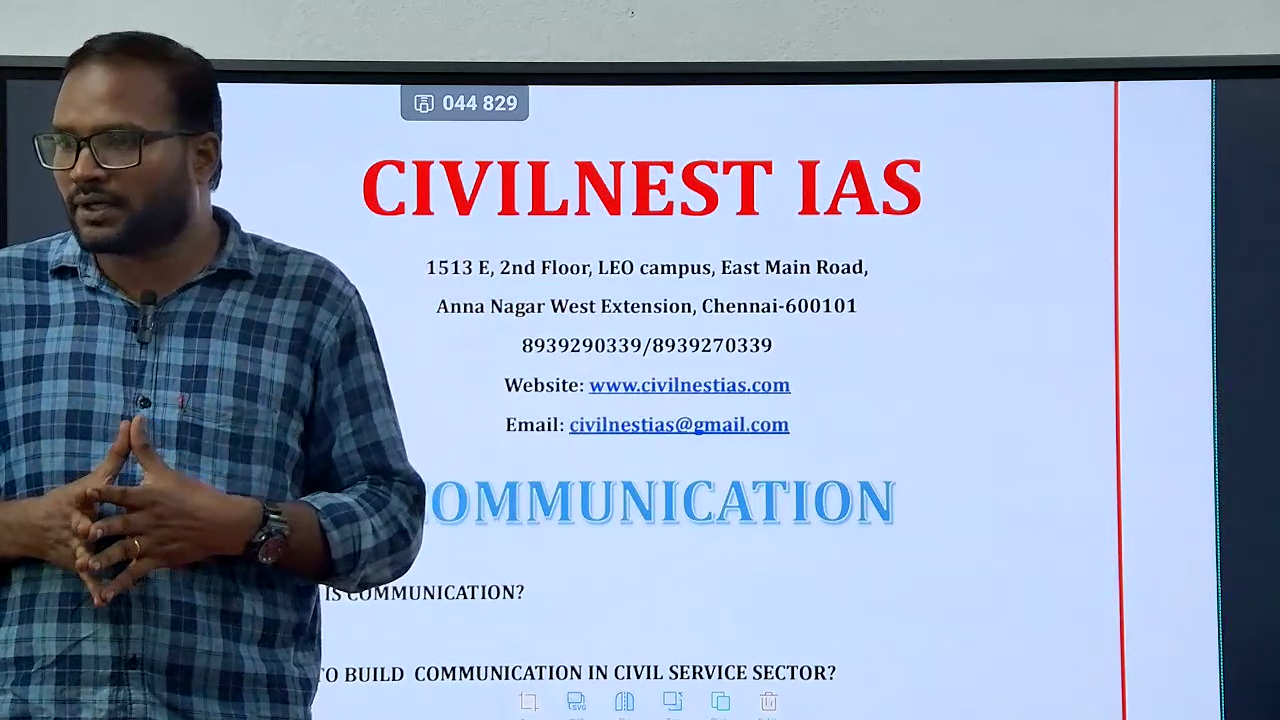 044 829
CIVILNEST IAS
1513 E, 2nd Floor, LEO campus, East Main Road,
Anna Nagar West Extension, Chennai-600101
8939290339/8939270339
Website: www.civilnestias.com
Email: civilnestias@gmail.com
OMMUNICATION
IS COMMUNICATION?
TO BUILD COMMUNICATION IN CIVIL SERVICE SECTOR?
SVG